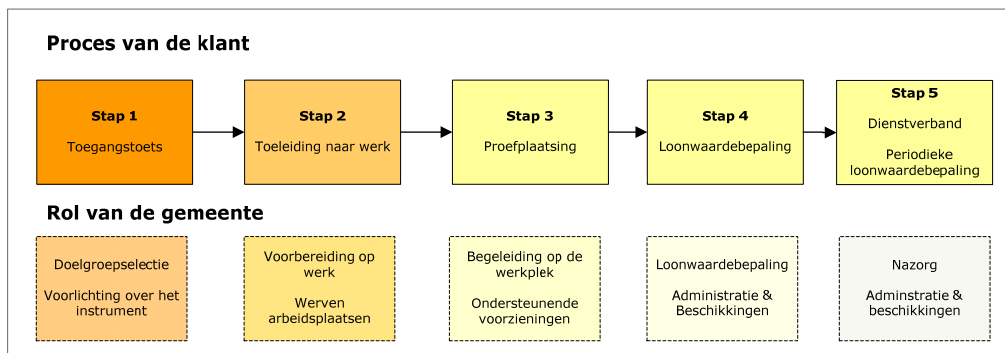 Proces van de klant
Stap 1
Toegangstoets
Stap 2
Toeleiding naar werk
Stap 3
Proefplaatsing
Stap 4
Loonwaardebepaling
Stap 5
Dienstverband
Periodieke
loonwaardebepaling
Rol van de gemeente
Doelgroepselectie
Voorlichting over het
instrument
Voorbereiding op
werk
Werven
arbeidsplaatsen
Begeleiding op de
werkplek
Ondersteunende
voorzieningen
Loonwaardebepaling
Administratie &
Beschikkingen
Nazorg
Adminstratie &
beschikkingen